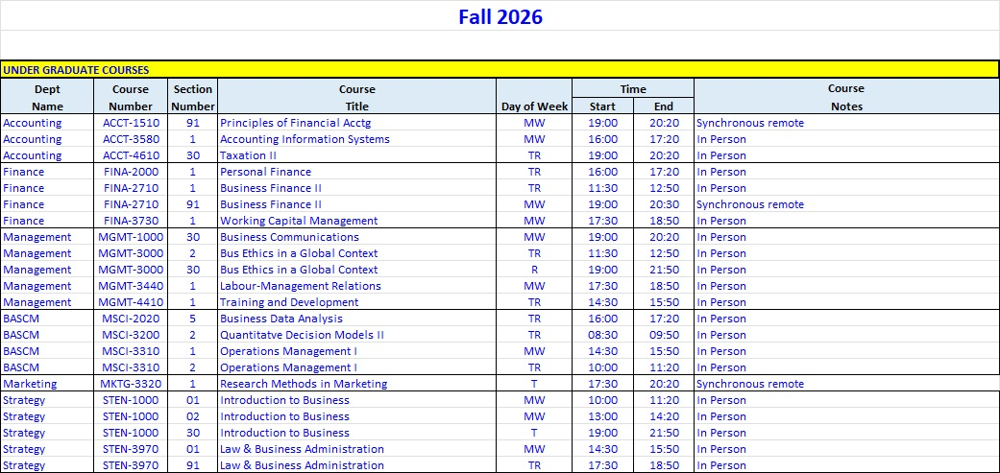 Fall 2026
UNDER GRADUATE COURSES
Dept Course Section Course Time Course
Name Number Number Title Day of Week Start End Notes
Accounting ACCT-1510 91 Principles of Financial Acctg MW 19:00 20:20 Synchronous remote
Accounting ACCT-3580 1 Accounting Information Systems MW 16:00 17:20 In Person
Accounting ACCT-4610 30 Taxation II TR 19:00 20:20 In Person
Finance FINA-2000 1 Personal Finance TR 16:00 17:20 In Person
Finance FINA-2710 1 Business Finance II TR 11:30 12:50 In Person
Finance FINA-2710 91 Business Finance II MW 19:00 20:30 Synchronous remote
Finance FINA-3730 1 Working Capital Management MW 17:30 18:50 In Person
Management MGMT-1000 30 Business Communications MW 19:00 20:20 In Person
Management MGMT-3000 2 Bus Ethics in a Global Context TR 11:30 12:50 In Person
Management MGMT-3000 30 Bus Ethics in a Global Context R 19:00 21:50 In Person
Management MGMT-3440 1 Labour-Management Relations MW 17:30 18:50 In Person
Management MGMT-4410 1 Training and Development TR 14:30 15:50 In Person
BASCM MSCI-2020 5 Business Data Analysis TR 16:00 17:20 In Person
BASCM MSCI-3200 2 Quantitatve Decision Models II TR 08:30 09:50 In Person
BASCM MSCI-3310 1 Operations Management I MW 14:30 15:50 In Person
BASCM MSCI-3310 2 Operations Management I TR 10:00 11:20 In Person
Marketing MKTG-3320 1 Research Methods in Marketing T 17:30 20:20 Synchronous remote
Strategy STEN-1000 01 Introduction to Business MW 10:00 11:20 In Person
Strategy STEN-1000 02 Introduction to Business MW 13:00 14:20 In Person
Strategy STEN-1000 30 Introduction to Business T 19:00 21:50 In Person
Strategy STEN-3970 01 Law & Business Administration MW 14:30 15:50 In Person
Strategy STEN-3970 91 Law & Business Administration TR 17:30 18:50 In Person